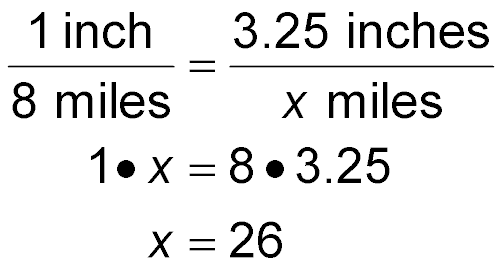 1 inch / 8 miles = 3.25 inches / x miles
1 • x = 8 • 3.25
x = 26